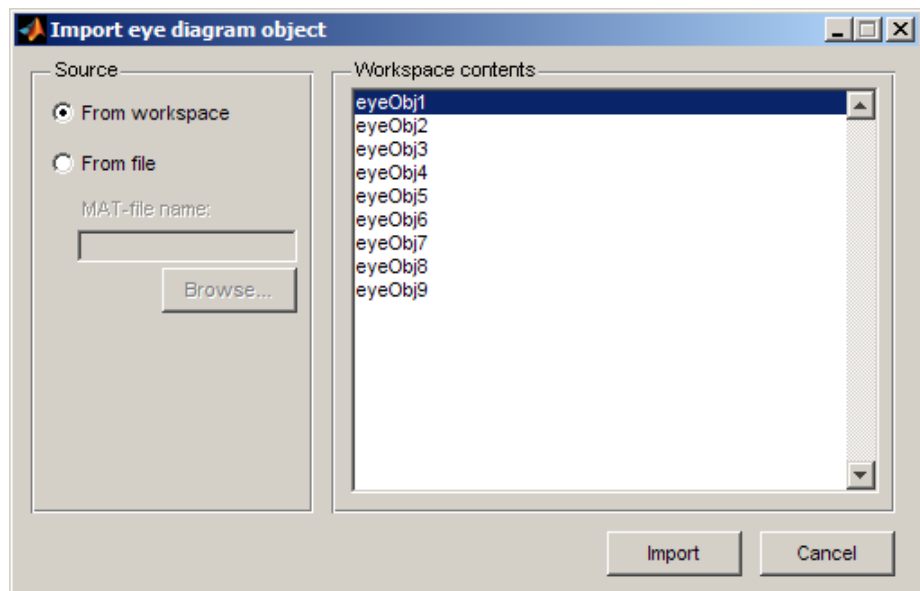 Import eye diagram object
Source
From workspace
From file
MAT-file name:
Browse...
Workspace contents
eyeObj1
eyeObj2
eyeObj3
eyeObj4
eyeObj5
eyeObj6
eyeObj7
eyeObj8
eyeObj9
Import
Cancel